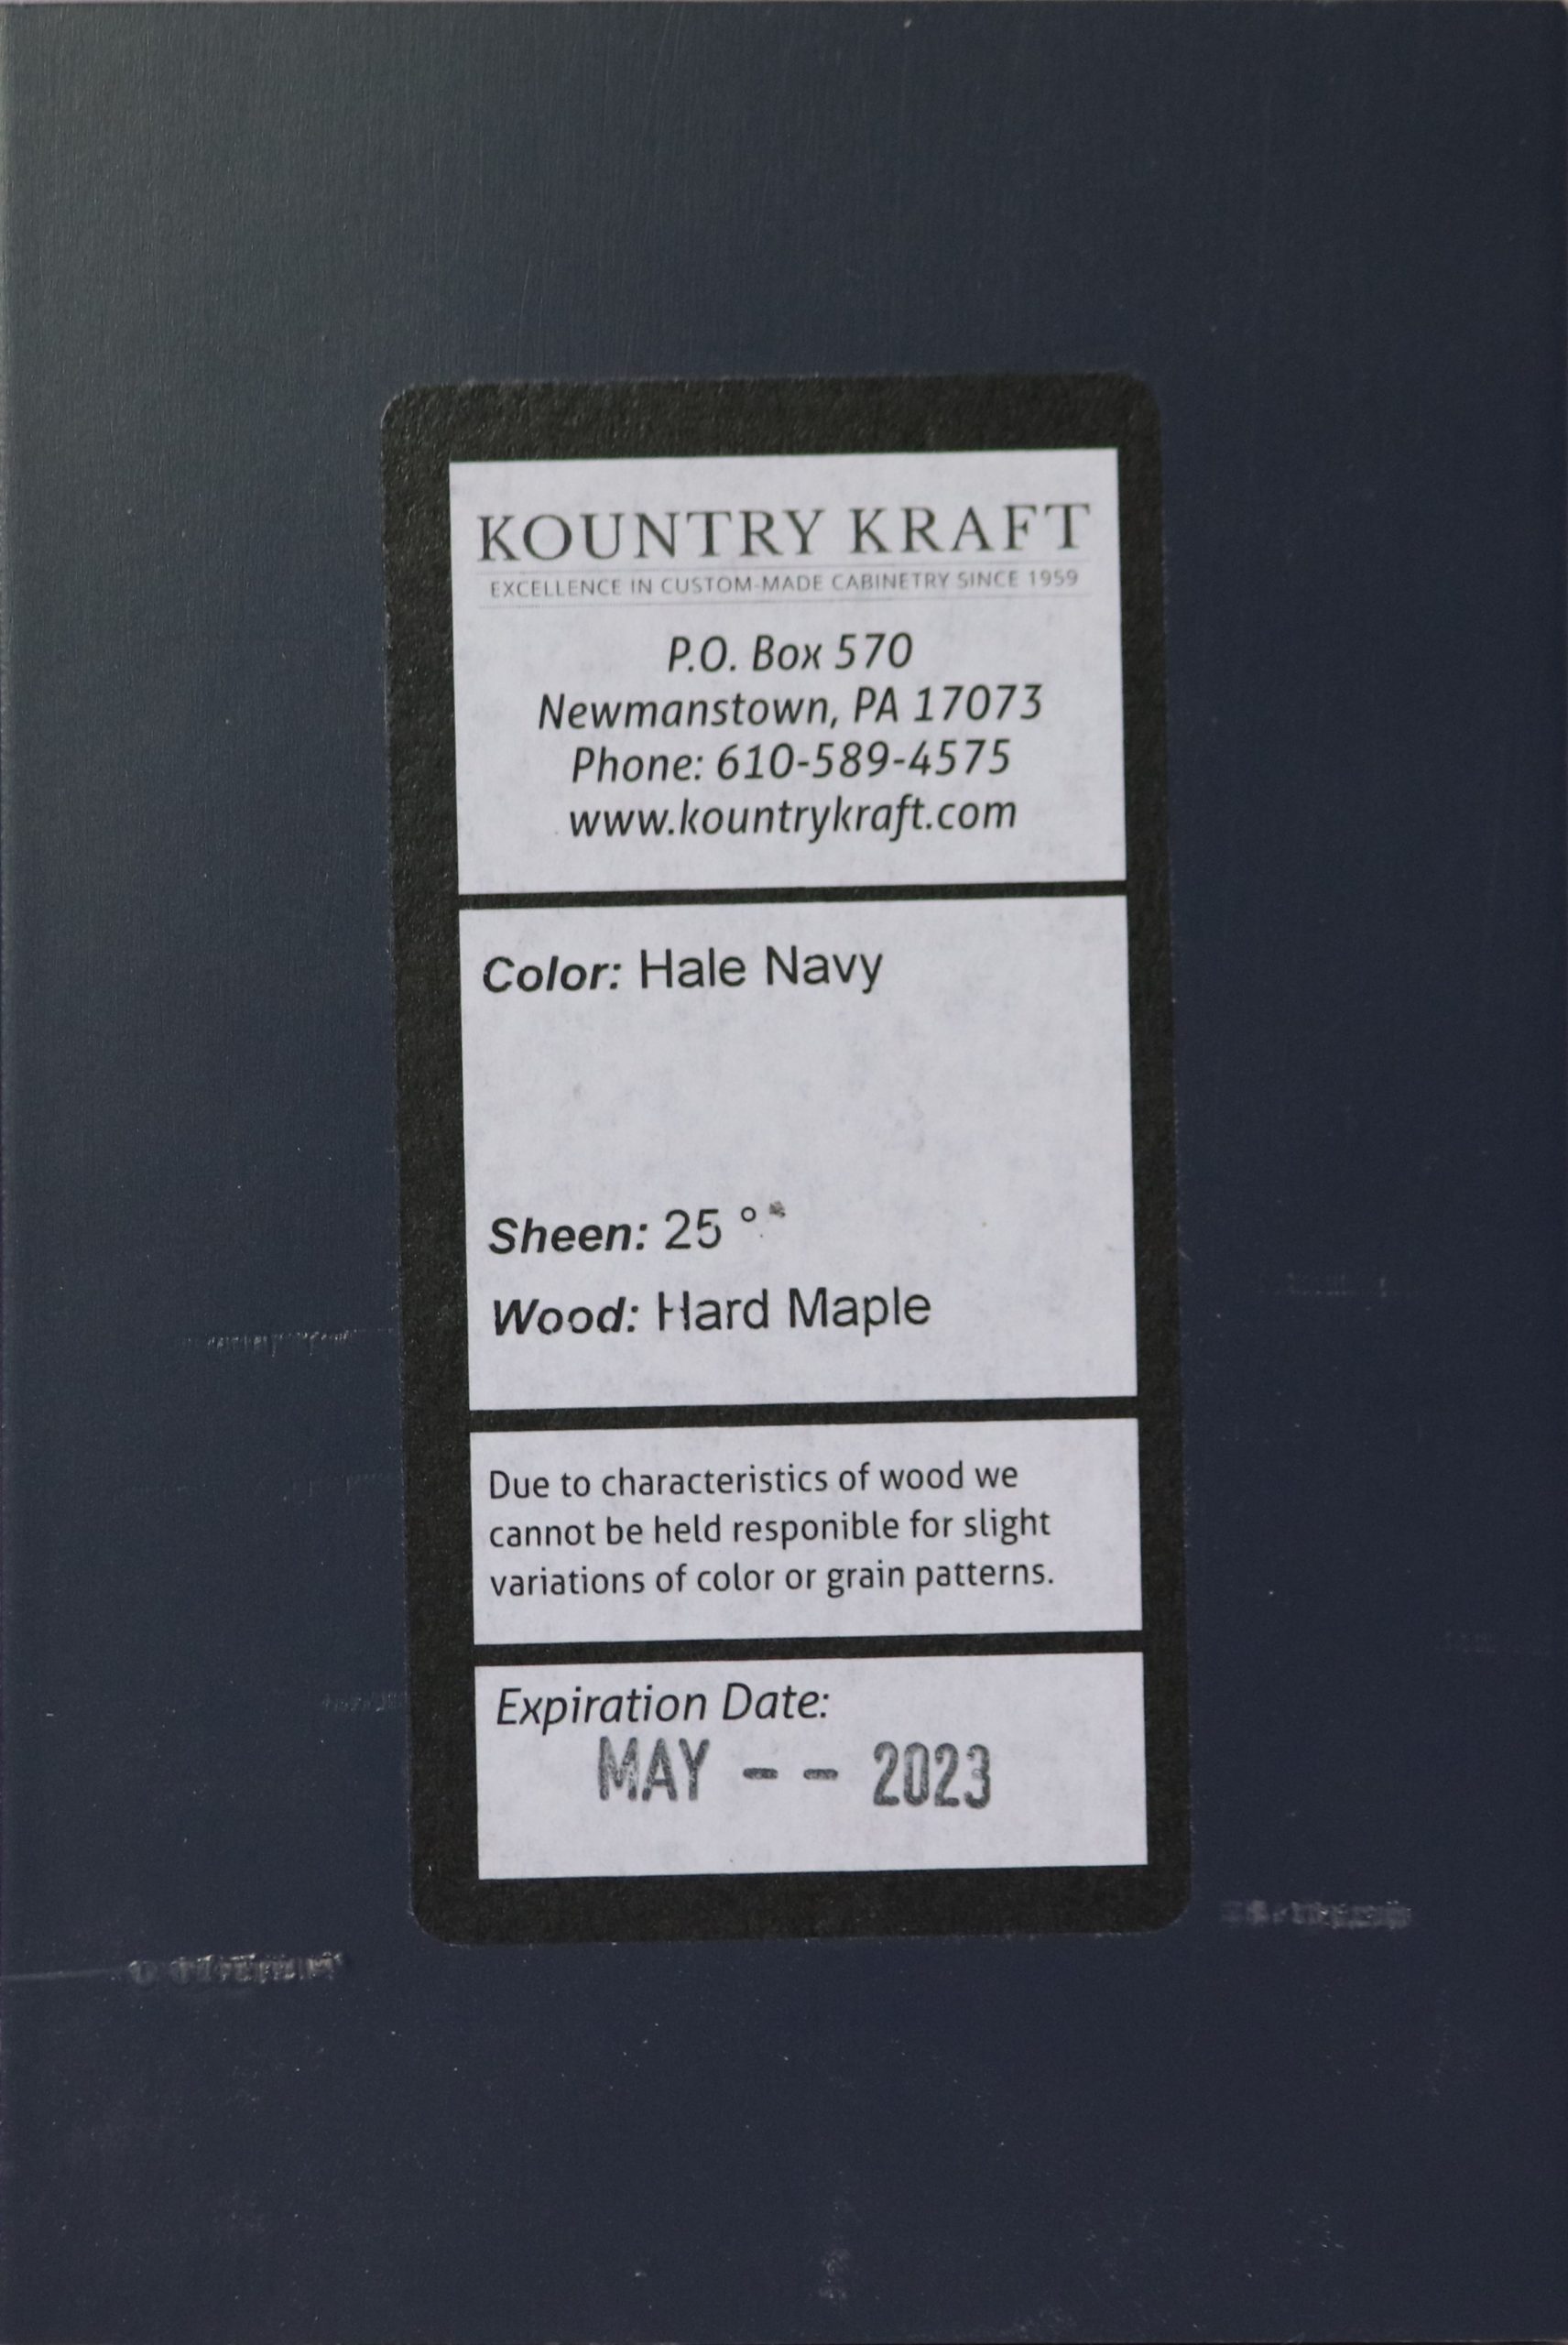 KOUNTRY KRAFT
EXCELLENCE IN CUSTOM-MADE CABINETRY SINCE 1959
P.O. Box 570
Newmanstown, PA 17073
Phone: 610-589-4575
www.kountrykraft.com
Color: Hale Navy
Sheen: 25 °
Wood: Hard Maple
Due to characteristics of wood we
cannot be held responible for slight
variations of color or grain patterns.
Expiration Date:
MAY -- 2023